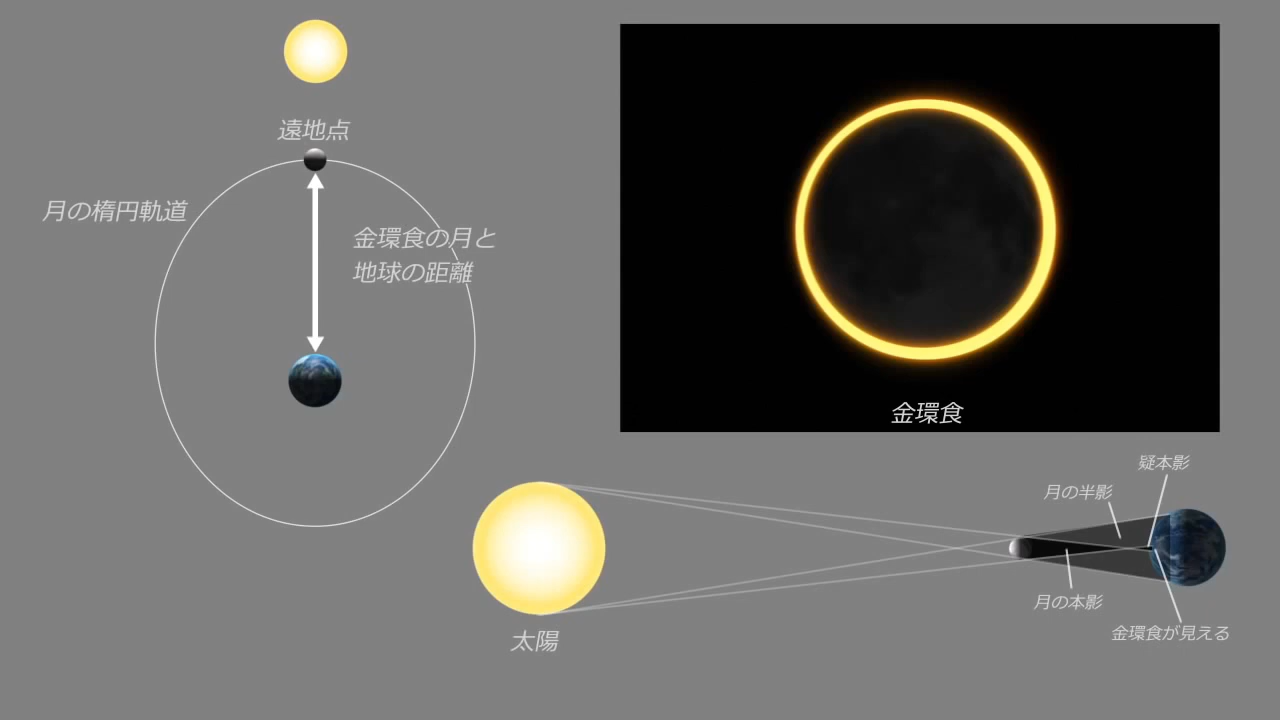 遠地点
月の楕円軌道
金環食の月と
地球の距離
金環食
疑本影
月の半影
月の本影
金環食が見える
太陽